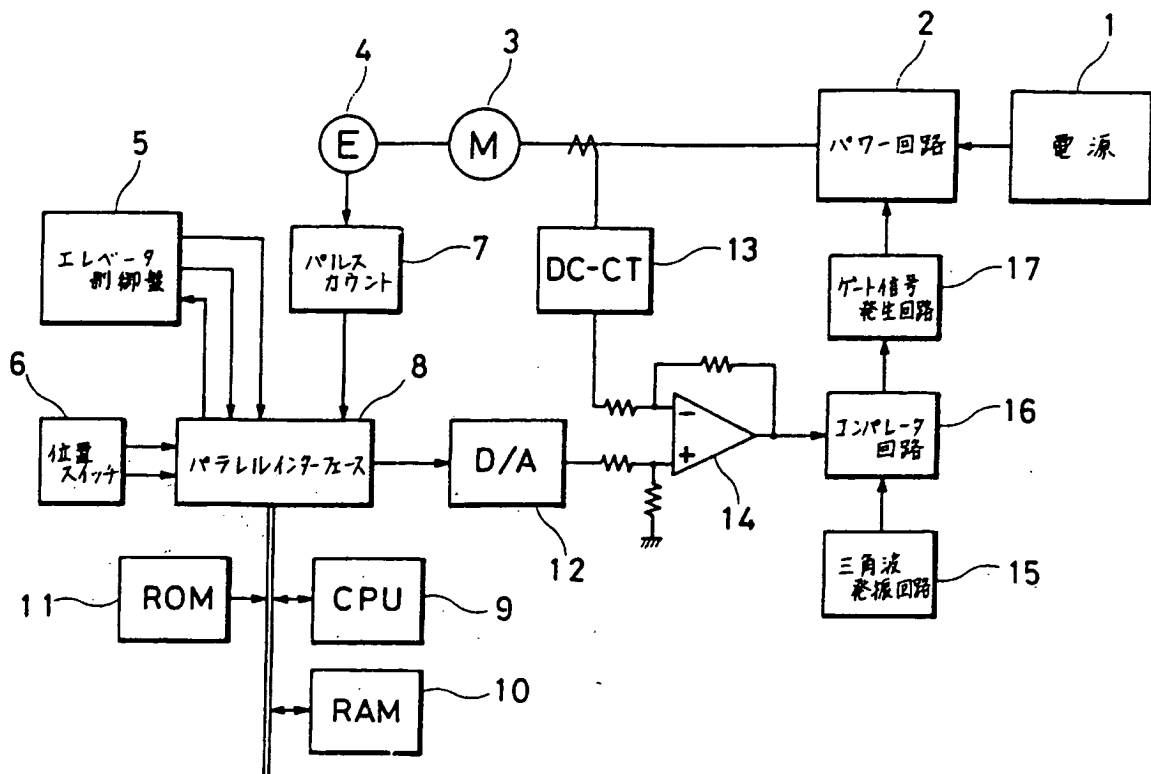 4
3
2
1
E
M
パワー回路
電源
5
エレベータ
制御盤
7
パルス
カウント
DC-CT
13
ゲート信号
発生回路
17
6
位置
スイッチ
8
パラレルインターフェース
D/A
12
−
+
14
コンパレータ
回路
16
三角波
発振回路
15
11
ROM
CPU
9
RAM
10